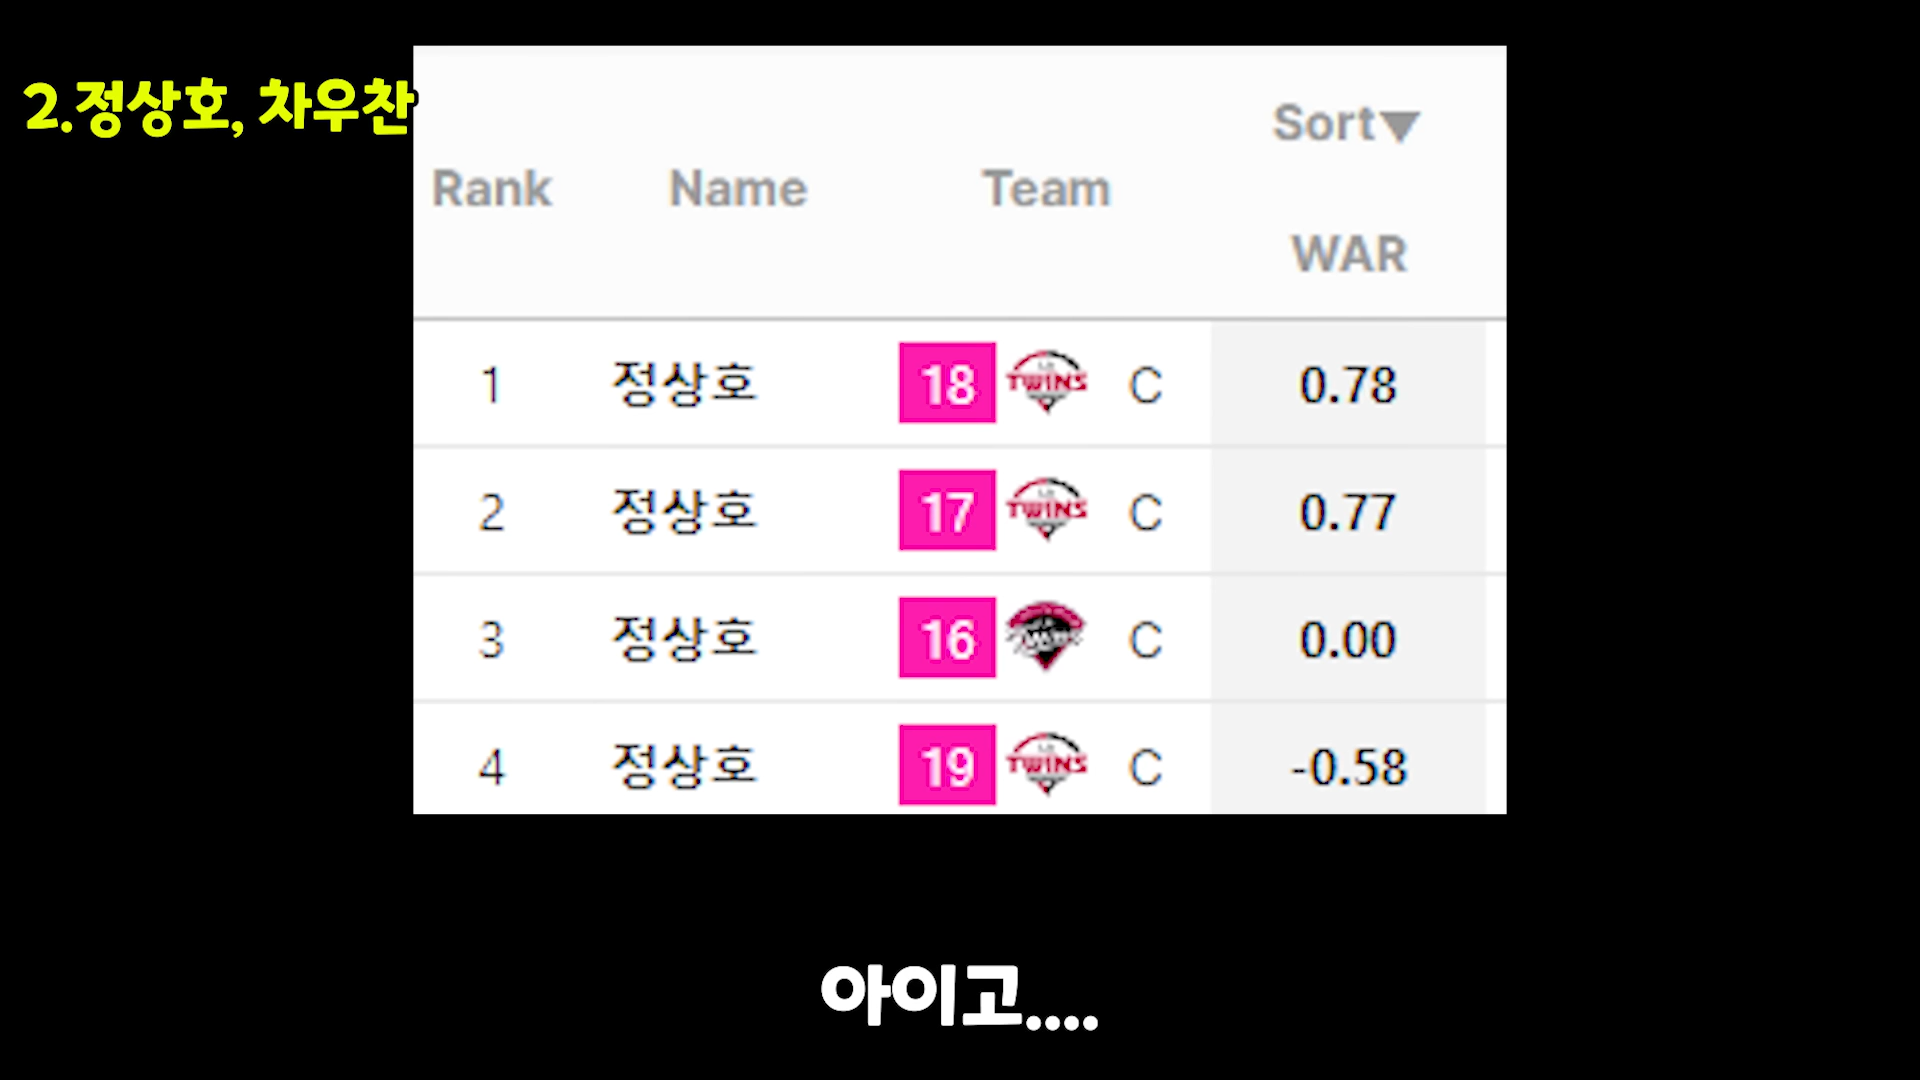 2.정상호, 차우찬
Sort▼
Rank Name Team
WAR
1 정상호 18 TWINS C 0.78
2 정상호 17 TWINS C 0.77
3 정상호 16 C 0.00
4 정상호 19 TWINS C -0.58
아이고....